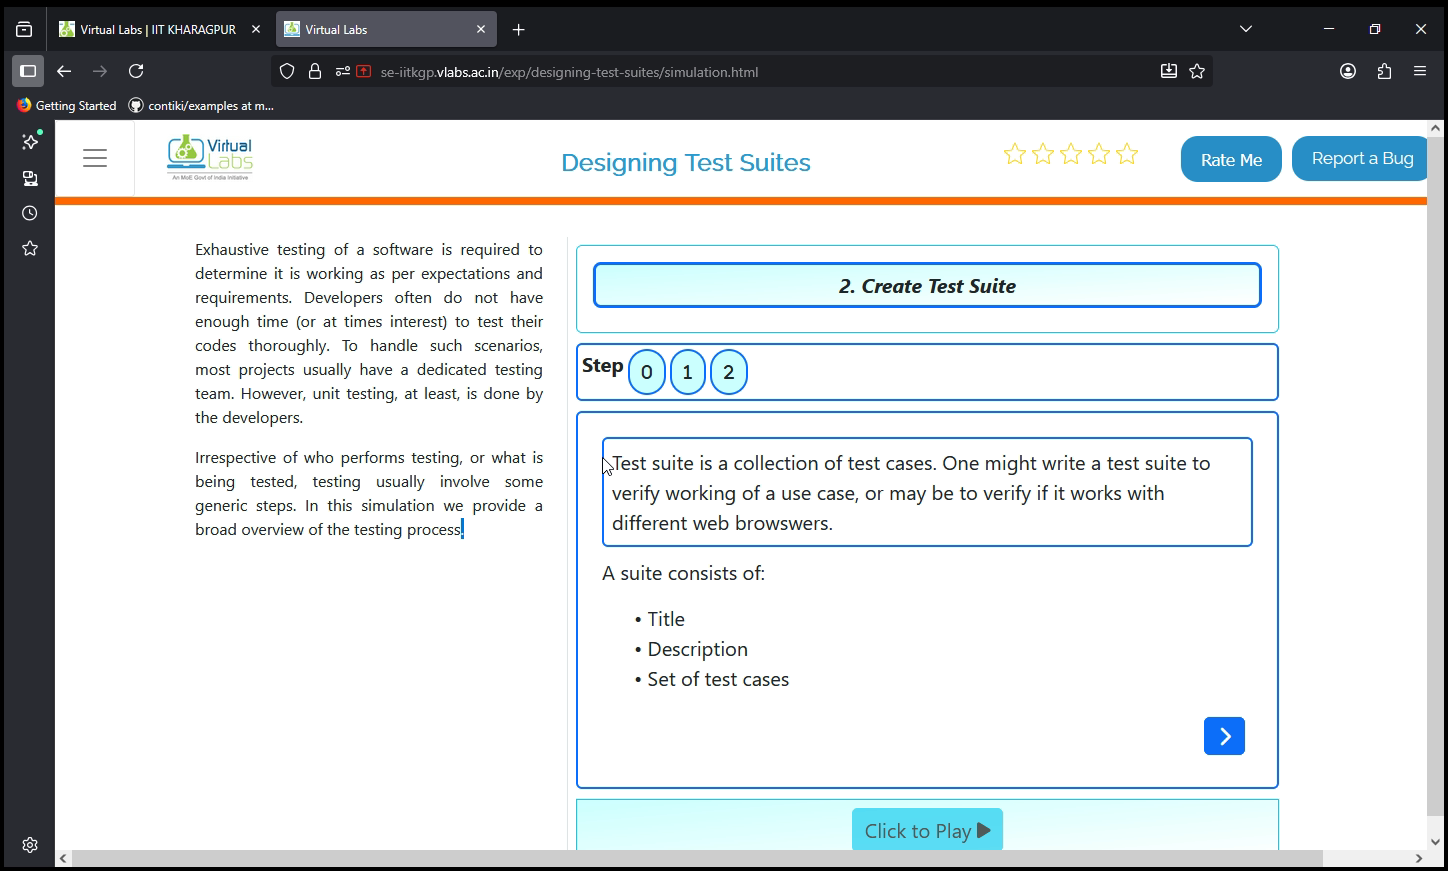 Virtual Labs | IIT KHARAGPUR
Virtual Labs
se-iitkgp.vlabs.ac.in/exp/designing-test-suites/simulation.html
Getting Started
contiki/examples at m...
Virtual
Labs
An MoE Govt of India Initiative
Designing Test Suites
Rate Me
Report a Bug
Exhaustive testing of a software is required to
determine it is working as per expectations and
requirements. Developers often do not have
enough time (or at times interest) to test their
codes thoroughly. To handle such scenarios,
most projects usually have a dedicated testing
team. However, unit testing, at least, is done by
the developers.
Irrespective of who performs testing, or what is
being tested, testing usually involve some
generic steps. In this simulation we provide a
broad overview of the testing process.
2. Create Test Suite
Step 0 1 2
Test suite is a collection of test cases. One might write a test suite to
verify working of a use case, or may be to verify if it works with
different web browswers.
A suite consists of:
• Title
• Description
• Set of test cases
Click to Play